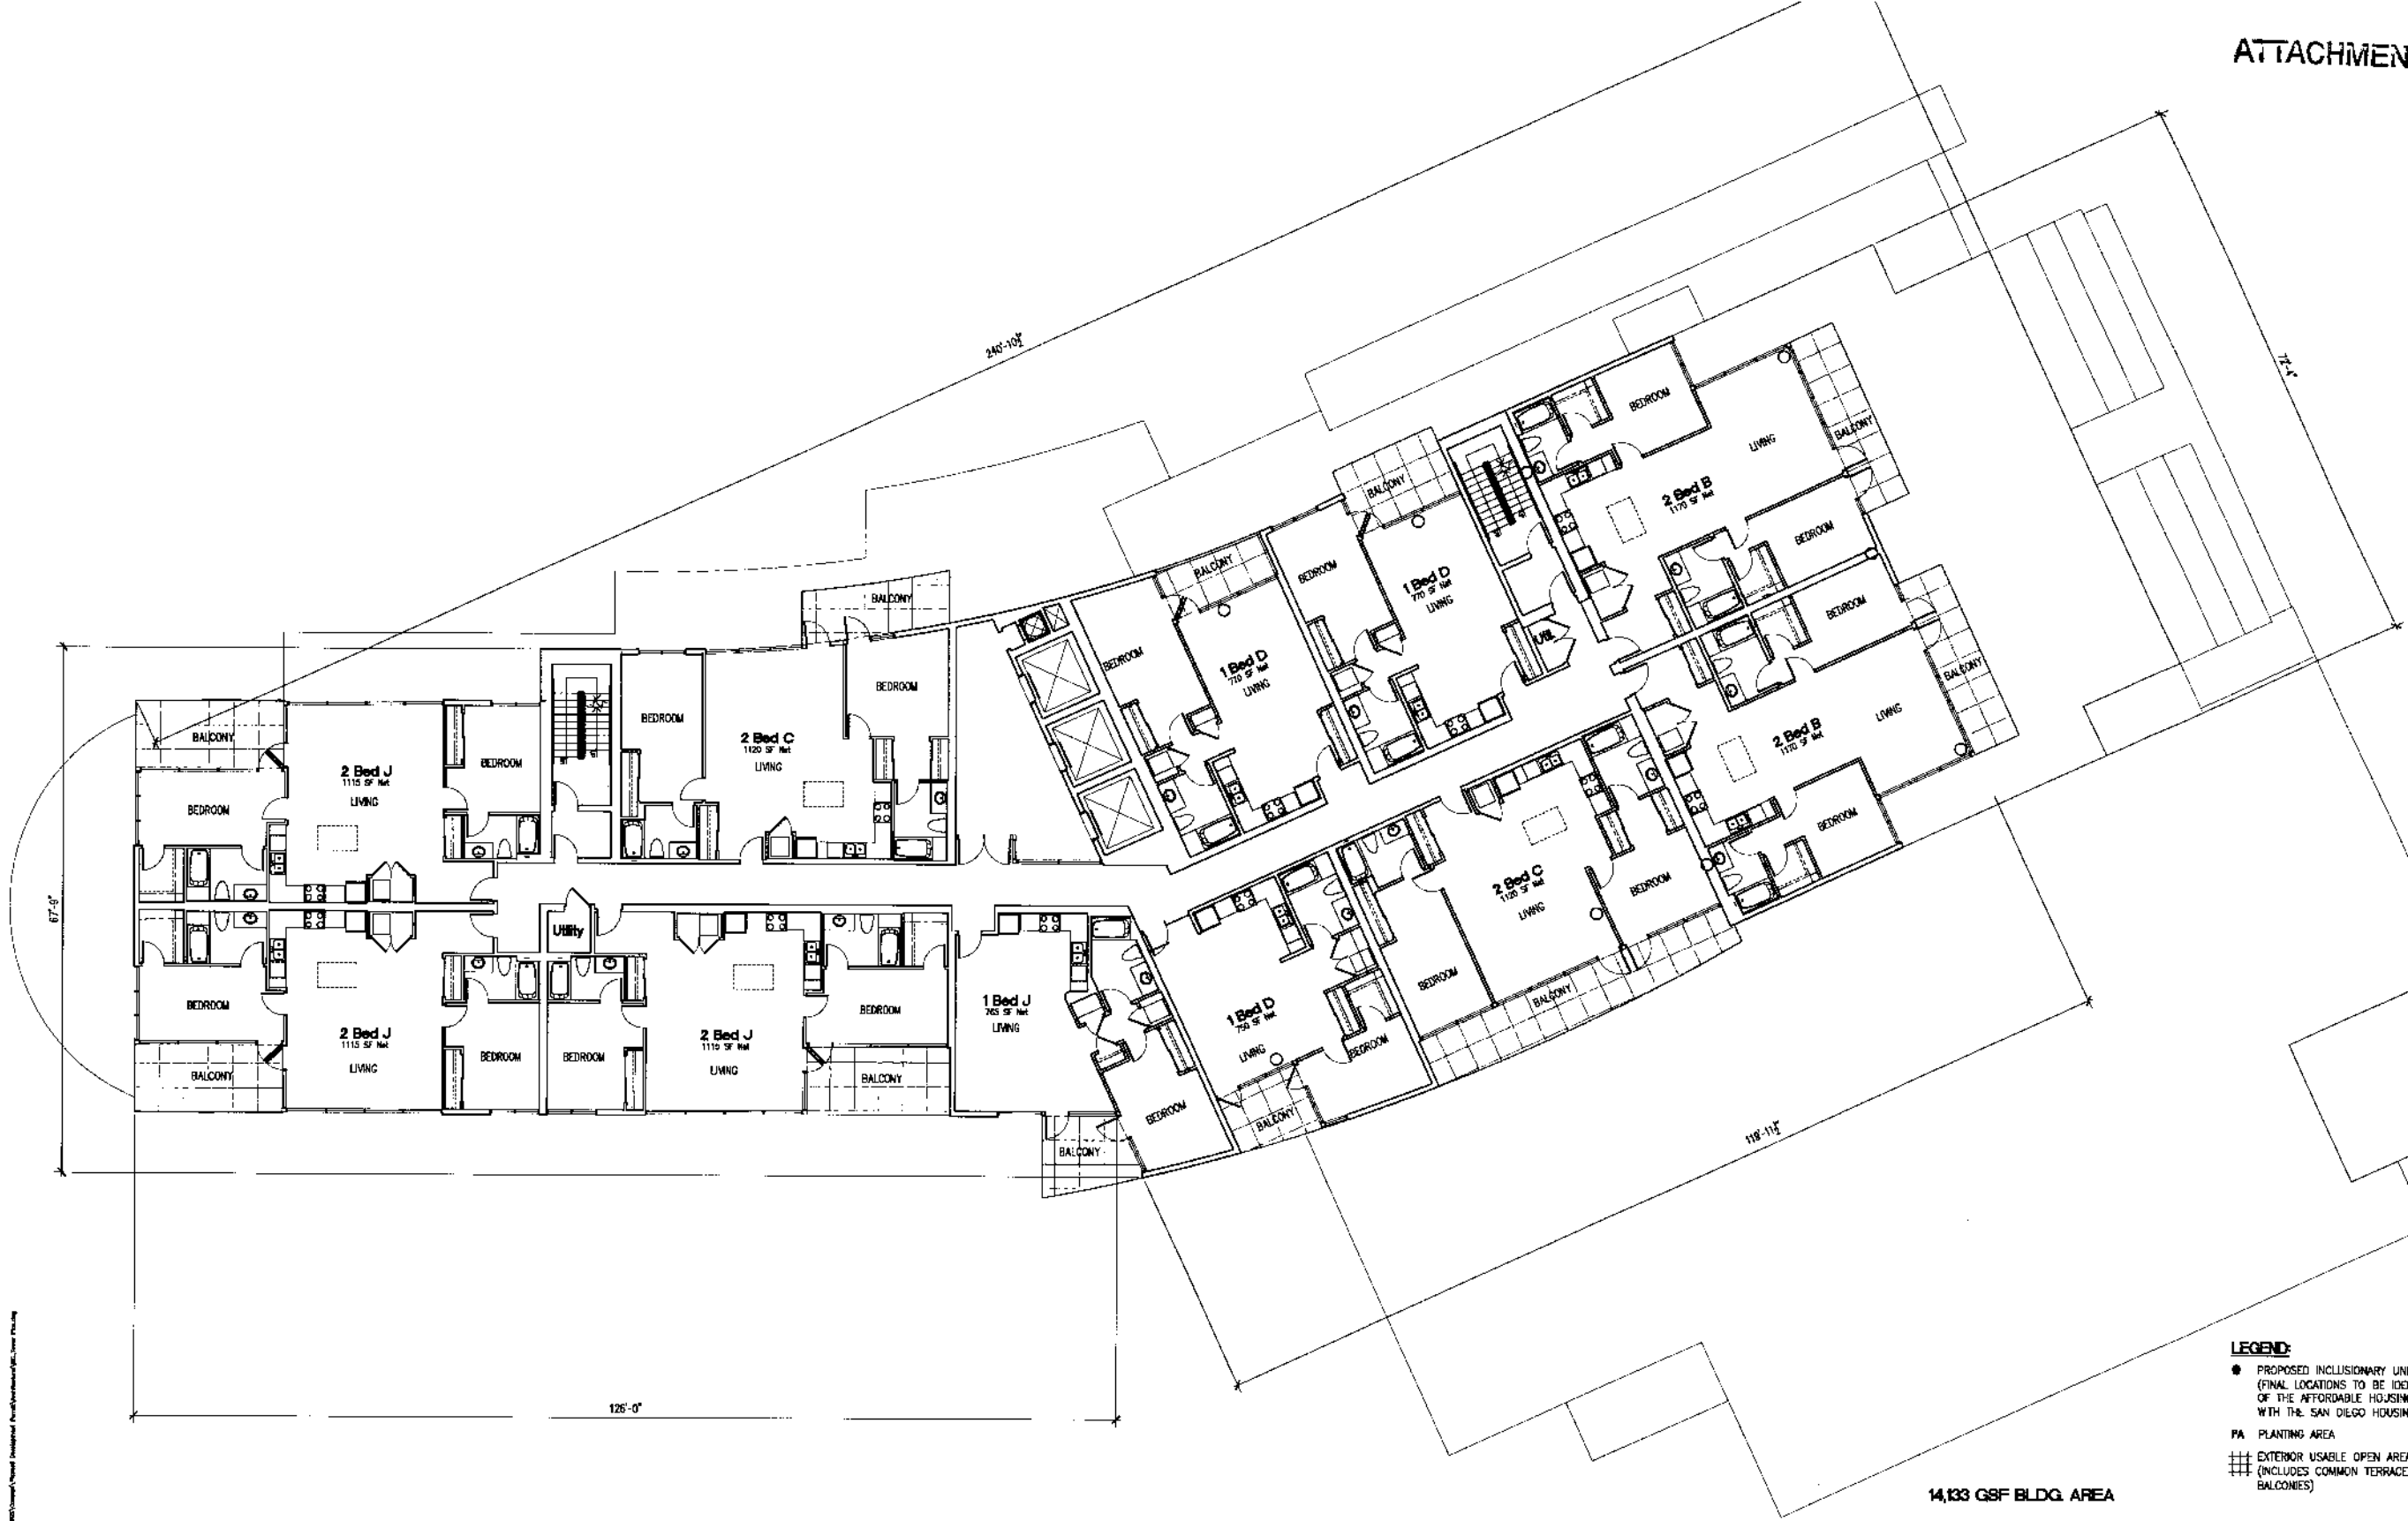 ATTACHMEN
240'-10½"
72'-4"
BEDROOM
LIVING
BALCONY
2 Bed B
1170 SF Net
BEDROOM
BALCONY
1 Bed D
770 SF Net
LIVING
BEDROOM
UTIL
BALCONY
1 Bed D
770 SF Net
LIVING
BEDROOM
BEDROOM
BALCONY
2 Bed B
1170 SF Net
LIVING
BEDROOM
BALCONY
BEDROOM
2 Bed C
1120 SF Net
LIVING
BEDROOM
BALCONY
2 Bed J
1115 SF Net
LIVING
BEDROOM
BEDROOM
67'-9"
Utility
2 Bed C
1120 SF Net
LIVING
BEDROOM
BEDROOM
BALCONY
BEDROOM
2 Bed J
1115 SF Net
LIVING
BEDROOM
BALCONY
BEDROOM
2 Bed J
1115 SF Net
LIVING
BEDROOM
BALCONY
1 Bed J
765 SF Net
LIVING
BEDROOM
BALCONY
1 Bed D
750 SF Net
LIVING
BEDROOM
BALCONY
118'-11½"
126'-0"
LEGEND:
PROPOSED INCLUSIONARY UNI
(FINAL LOCATIONS TO BE IDE
OF THE AFFORDABLE HOUSIN
WITH THE SAN DIEGO HOUSIN
PA PLANTING AREA
EXTERIOR USABLE OPEN AREA
(INCLUDES COMMON TERRACE
BALCONIES)
14,133 GSF BLDG. AREA